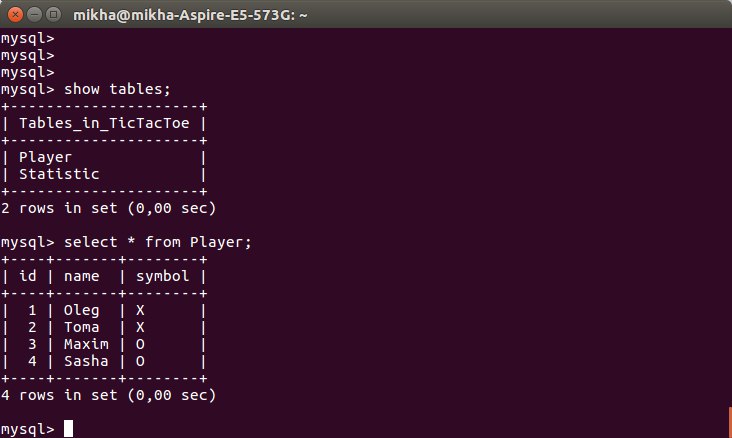 mikha@mikha-Aspire-E5-573G: ~
mysql>
mysql>
mysql>
mysql> show tables;
+---------------------+
| Tables_in_TicTacToe |
+---------------------+
| Player              |
| Statistic           |
+---------------------+
2 rows in set (0,00 sec)
mysql> select * from Player;
+----+-------+--------+
| id | name  | symbol |
+----+-------+--------+
|  1 | Oleg  | X      |
|  2 | Toma  | X      |
|  3 | Maxim | O      |
|  4 | Sasha | O      |
+----+-------+--------+
4 rows in set (0,00 sec)
mysql>